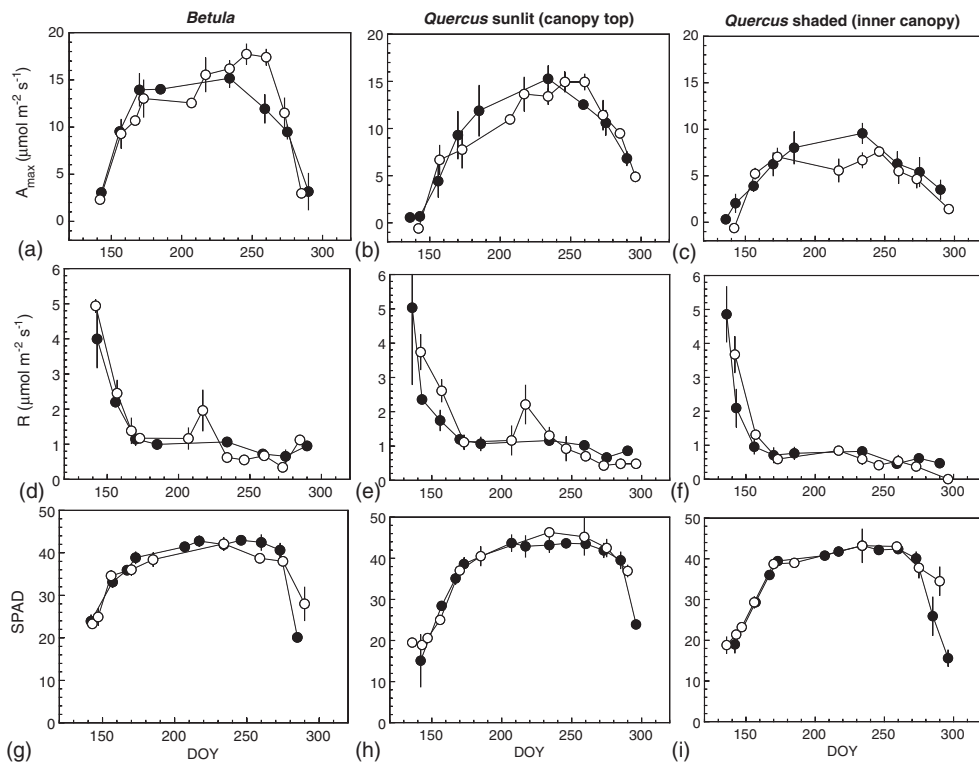 Betula
Quercus sunlit (canopy top)
Quercus shaded (inner canopy)
20
15
10
5
0
Amax (µmol m-2 s-1)
150 200 250 300
(a)
20
15
10
5
0
150 200 250 300
(b)
20
15
10
5
0
150 200 250 300
(c)
6
5
4
3
2
1
0
R (µmol m-2 s-1)
150 200 250 300
(d)
6
5
4
3
2
1
0
150 200 250 300
(e)
6
5
4
3
2
1
0
150 200 250 300
(f)
50
40
30
20
10
0
SPAD
150 200 250 300
DOY
(g)
50
40
30
20
10
0
150 200 250 300
DOY
(h)
50
40
30
20
10
0
150 200 250 300
DOY
(i)